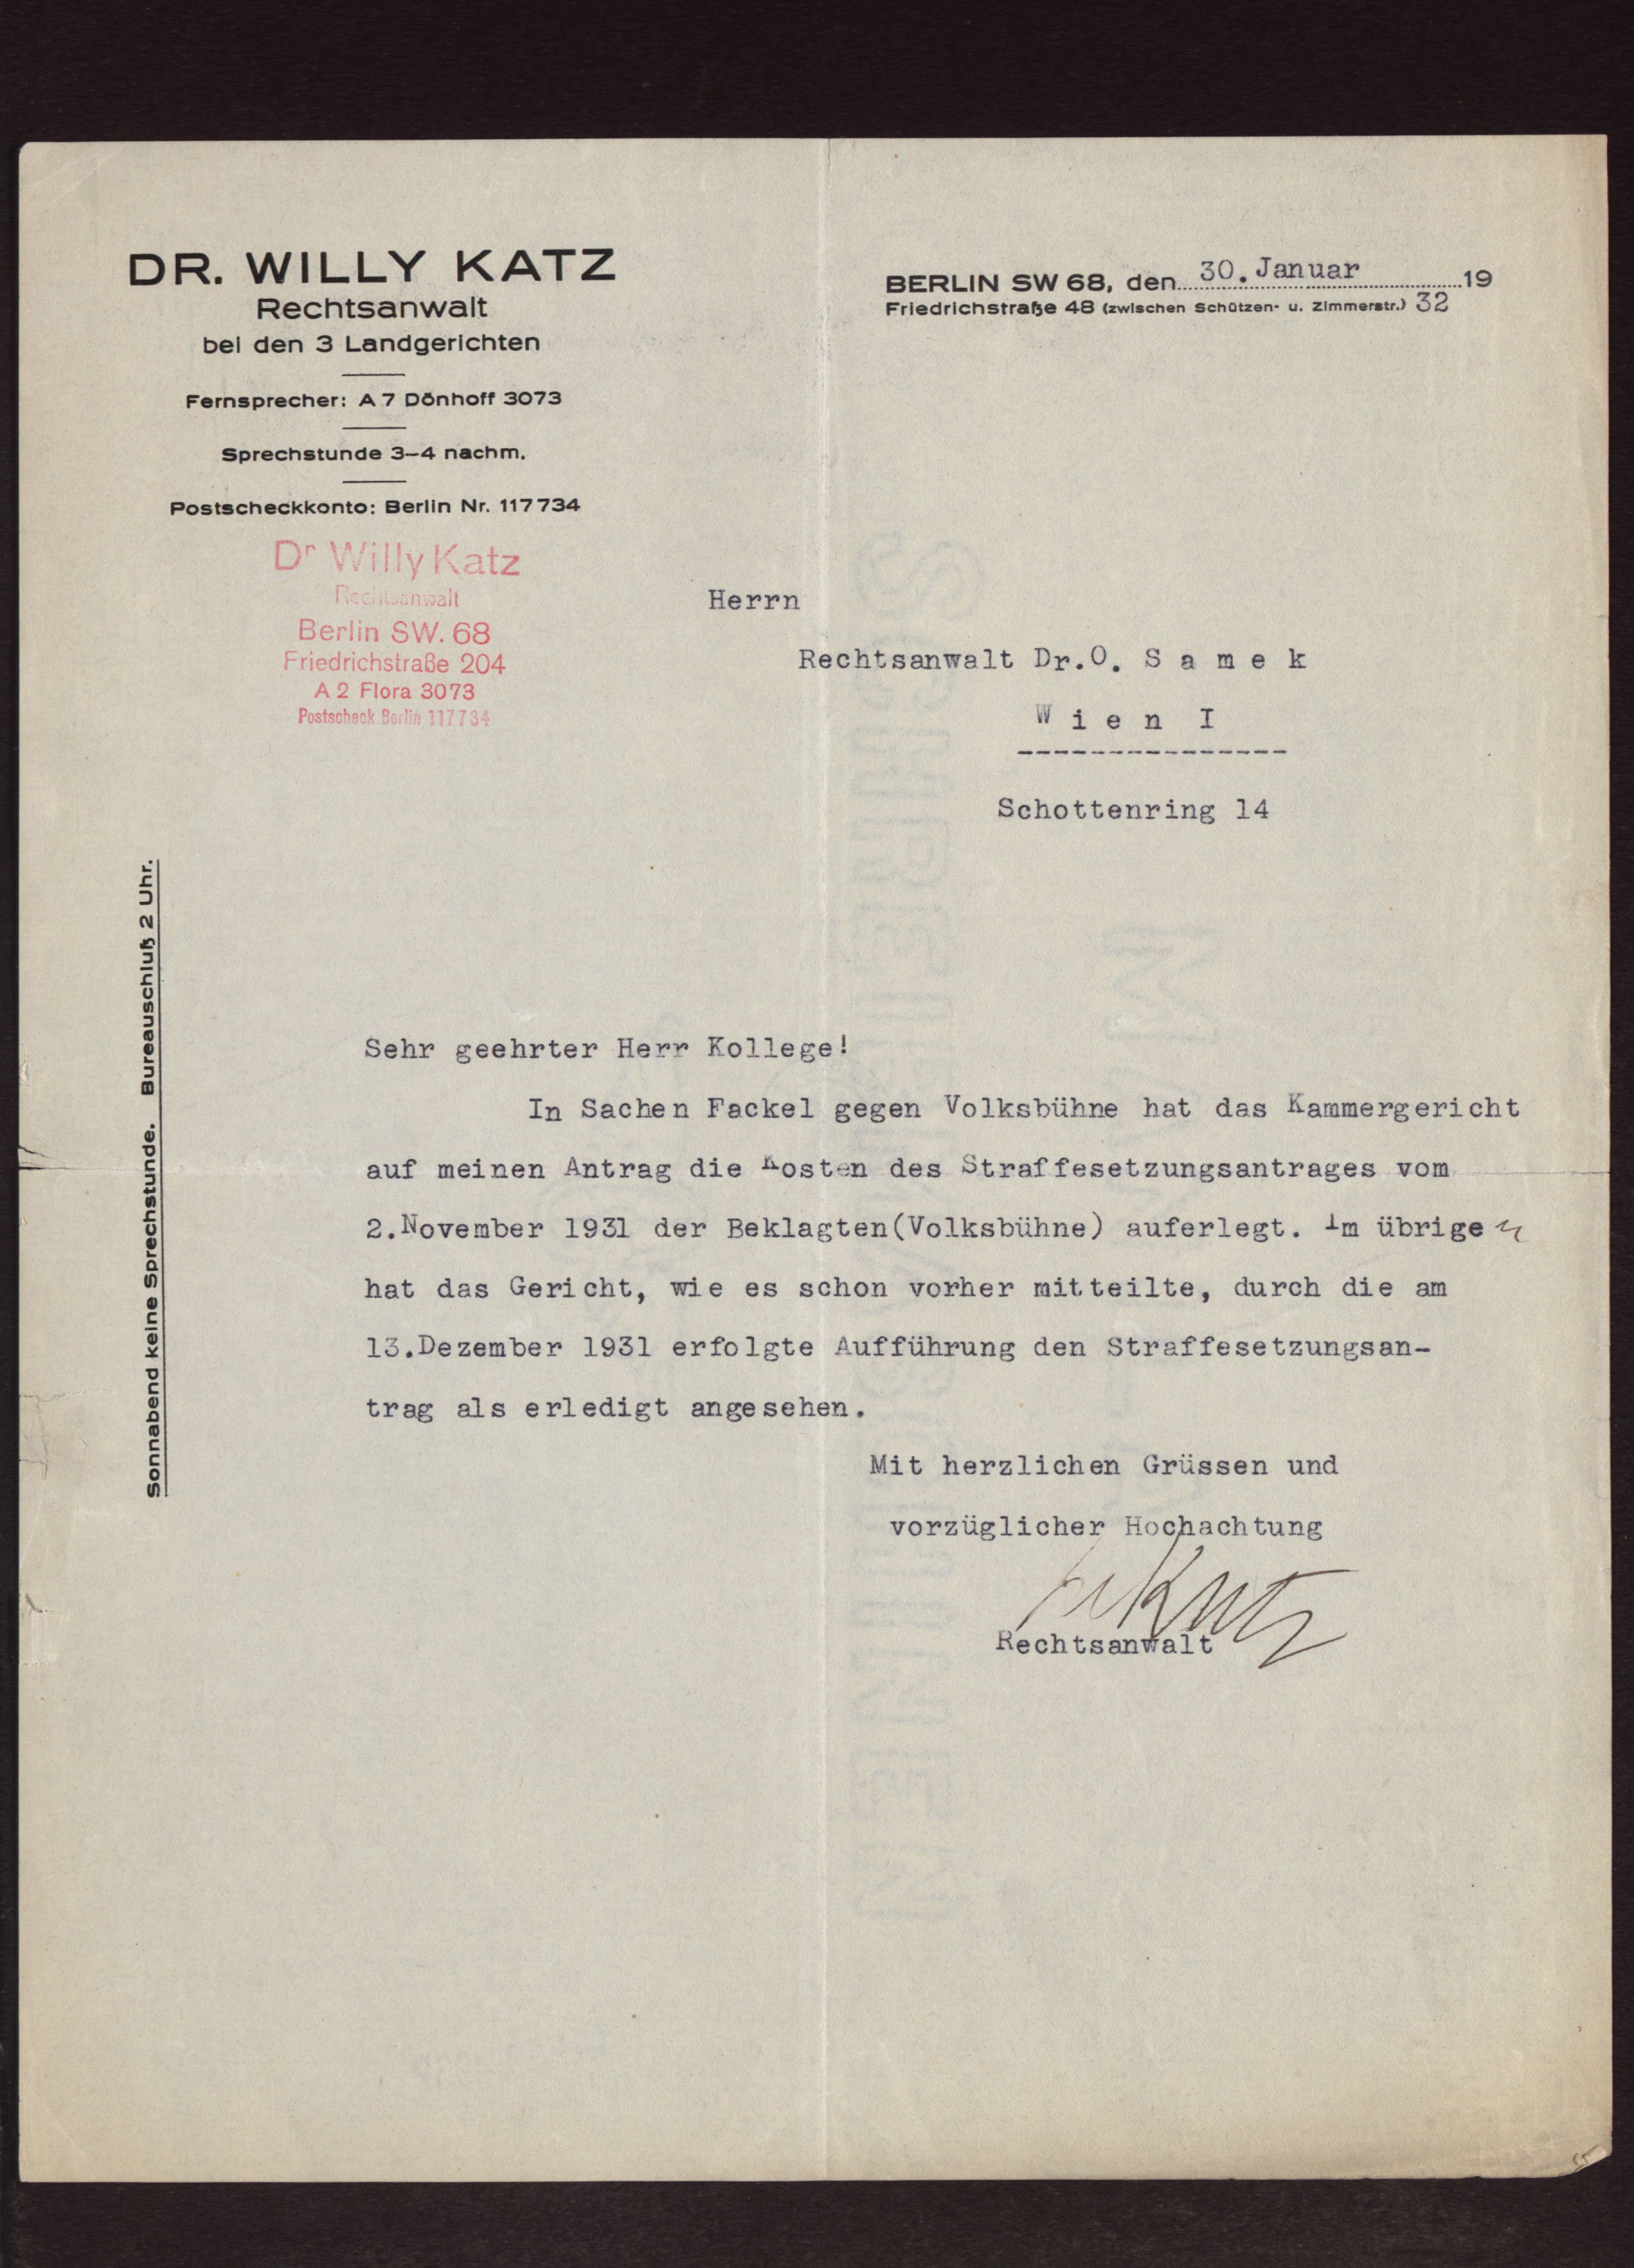 DR. WILLY KATZ
Rechtsanwalt
bei den 3 Landgerichten
Fernsprecher: A 7 Dönhoff 3073
Sprechstunde 3–4 nachm.
Postscheckkonto: Berlin Nr. 117734
BERLIN SW 68, den 30. Januar 19
Friedrichstraße 48 (zwischen Schützen- u. Zimmerstr.) 32
Dr Willy Katz
Rechtsanwalt
Berlin SW. 68
Friedrichstraße 204
A 2 Flora 3073
Postscheck Berlin 117734
Herrn
Rechtsanwalt Dr.O. S a m e k
W i e n I
---------------
Schottenring 14
Sonnabend keine Sprechstunde. Bureauschluß 2 Uhr.
Sehr geehrter Herr Kollege!
In Sachen Fackel gegen Volksbühne hat das Kammergericht
auf meinen Antrag die Kosten des Straffesetzungsantrages vom
2.November 1931 der Beklagten(Volksbühne) auferlegt. Im übrigen
hat das Gericht, wie es schon vorher mitteilte, durch die am
13.Dezember 1931 erfolgte Aufführung den Straffesetzungsan-
trag als erledigt angesehen.
Mit herzlichen Grüssen und
vorzüglicher Hochachtung
Katz
Rechtsanwalt